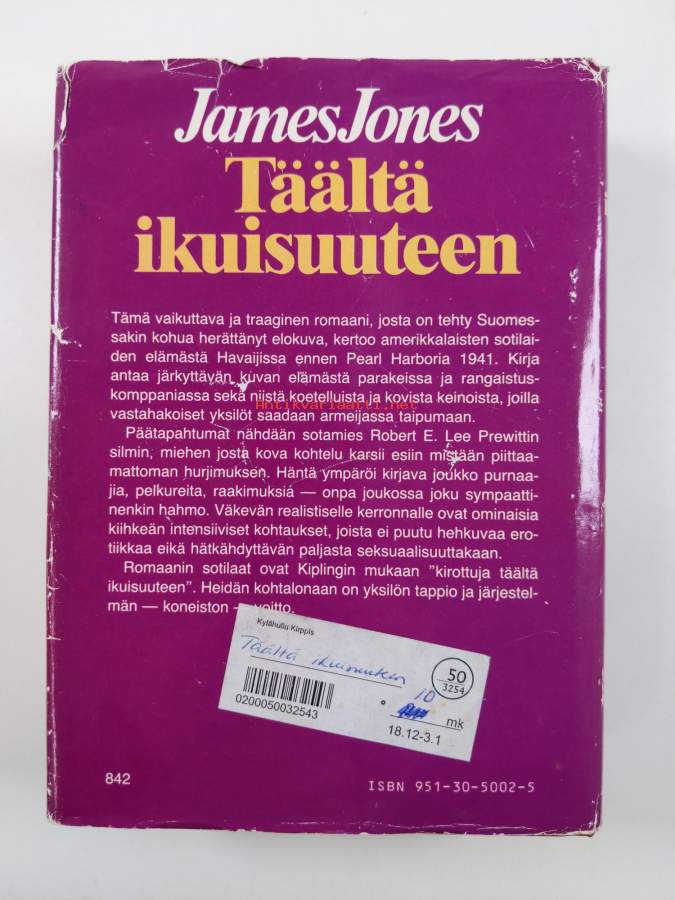 James Jones
Täältä
ikuisuuteen
Tämä vaikuttava ja traaginen romaani, josta on tehty Suomes-
sakin kohua herättänyt elokuva, kertoo amerikkalaisten sotilai-
den elämästä Havaijissa ennen Pearl Harboria 1941. Kirja
antaa järkyttävän kuvan elämästä parakeissa ja rangaistus-
komppaniassa sekä niistä koetelluista ja kovista keinoista, joilla
Antikvariaatti.net
vastahakoiset yksilöt saadaan armeijassa taipumaan.
Päätapahtumat nähdään sotamies Robert E. Lee Prewittin
silmin, miehen josta kova kohtelu karsii esiin mistään piittaa-
mattoman hurjimuksen. Häntä ympäröi kirjava joukko purnaa-
jia, pelkureita, raakimuksia — onpa joukossa joku sympaatti-
nenkin hahmo. Väkevän realistiselle kerronnalle ovat ominaisia
kiihkeän intensiiviset kohtaukset, joista ei puutu hehkuvaa ero-
tiikkaa eikä hätkähdyttävän paljasta seksuaalisuuttakaan.
Romaanin sotilaat ovat Kiplingin mukaan "kirottuja täältä
ikuisuuteen". Heidän kohtalonaan on yksilön tappio ja järjestel-
män — koneiston — voitto.
Kylähullu Kirppis
Täältä ikuisuuteen
50
3254
10
mk
0200050032543
18.12-3.1
842
ISBN 951-30-5002-5